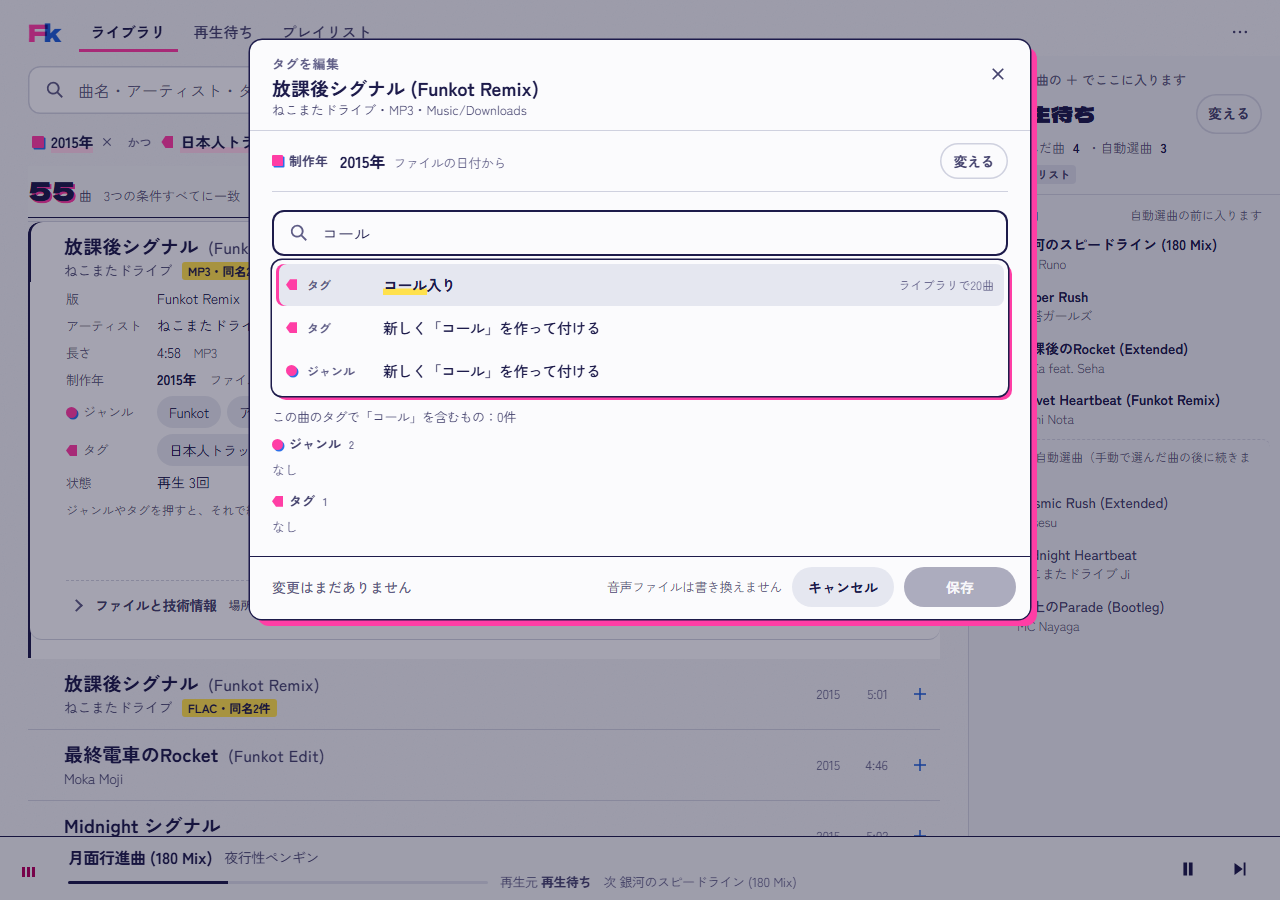 Fk ライブラリ 再生待ち プレイリスト
曲名・アーティスト・タ
2015年 × かつ 日本人トラ
55 曲 3つの条件すべてに一致
放課後シグナル (Funk
ねこまたドライブ MP3・同名2
版 Funkot Remix
アーティスト ねこまたドライ
長さ 4:58 MP3
制作年 2015年 ファイ
ジャンル Funkot
タグ 日本人トラッ
状態 再生 3回
ジャンルやタグを押すと、それで
ファイルと技術情報 場所
放課後シグナル (Funkot Remix)
ねこまたドライブ FLAC・同名2件
2015 5:01
最終電車のRocket (Funkot Edit)
Moka Moji
2015 4:46
Midnight シグナル
2015 5:02
タグを編集
放課後シグナル (Funkot Remix)
ねこまたドライブ・MP3・Music/Downloads
制作年 2015年 ファイルの日付から 変える
コール
タグ コール入り ライブラリで20曲
タグ 新しく「コール」を作って付ける
ジャンル 新しく「コール」を作って付ける
この曲のタグで「コール」を含むもの：0件
ジャンル 2
なし
タグ 1
なし
変更はまだありません 音声ファイルは書き換えません キャンセル 保存
曲の ＋ でここに入ります
生待ち 変える
だ曲 4 ・自動選曲 3
リスト
自動選曲の前に入ります
河のスピードライン (180 Mix)
Runo
per Rush
ガールズ
課後のRocket (Extended)
a feat. Seha
vet Heartbeat (Funkot Remix)
ni Nota
自動選曲（手動で選んだ曲の後に続きま
smic Rush (Extended)
esu
night Heartbeat
こまたドライブ Ji
上のParade (Bootleg)
MC Nayaga
月面行進曲 (180 Mix) 夜行性ペンギン
再生元 再生待ち 次 銀河のスピードライン (180 Mix)